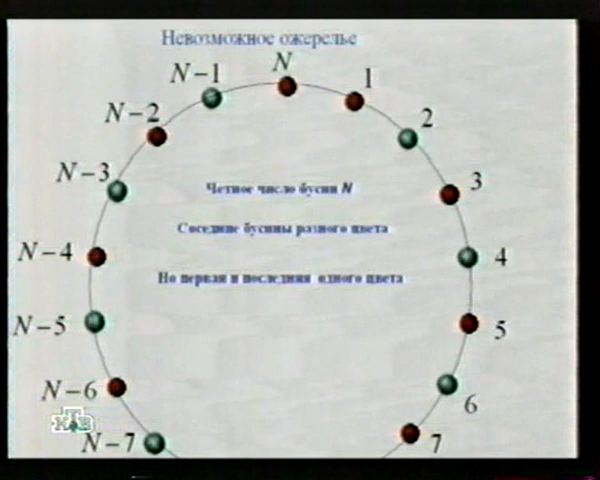 Невозможное ожерелье
N
N−1
1
N−2
2
N−3
3
Четное число бусин N
Соседние бусины разного цвета
N−4
4
Но первая и последняя одного цвета
N−5
5
N−6
6
НТВ
N−7
7